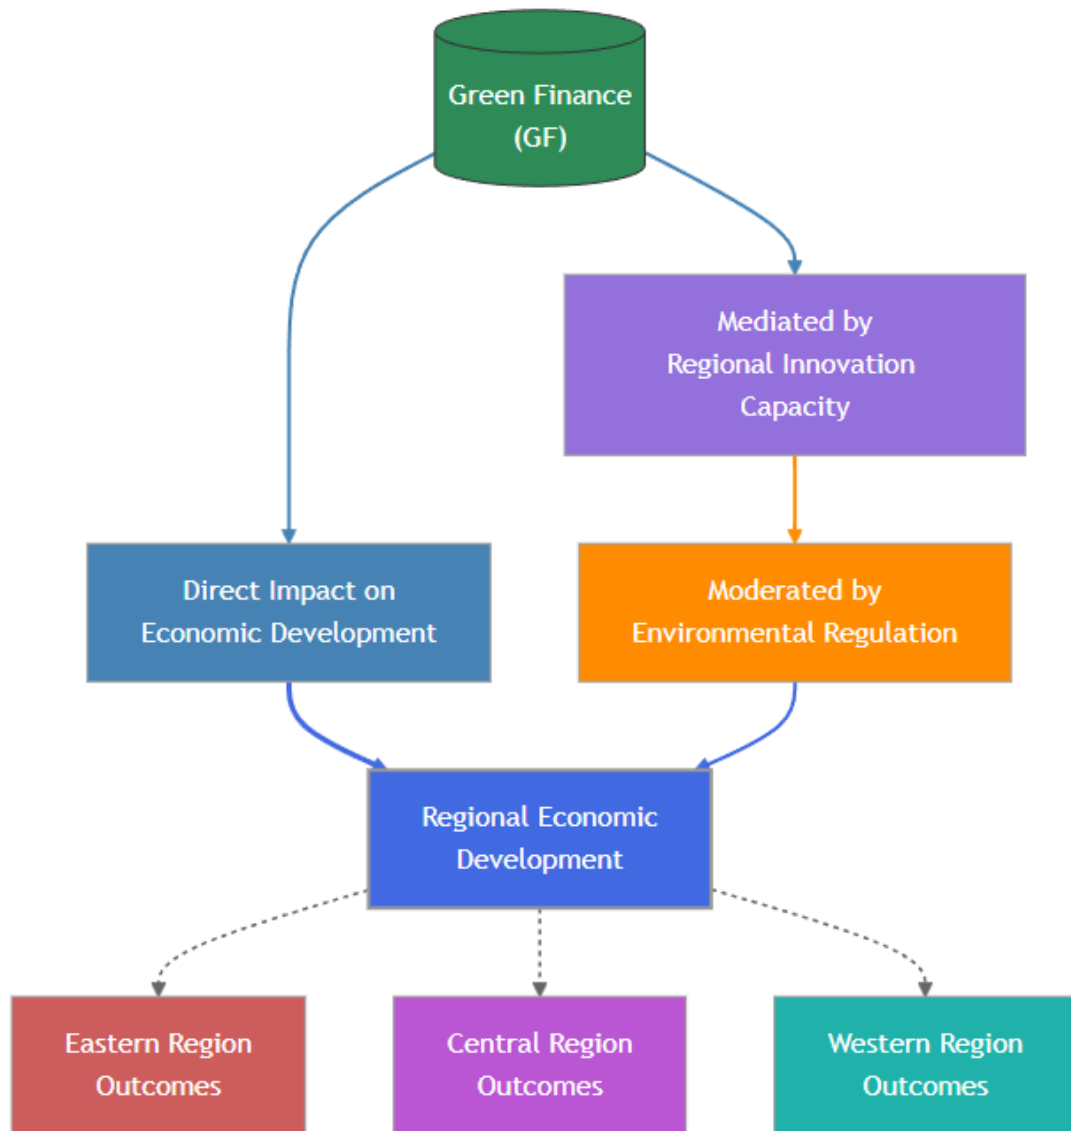 Green Finance
(GF)
Mediated by
Regional Innovation
Capacity
Direct Impact on
Economic Development
Moderated by
Environmental Regulation
Regional Economic
Development
Eastern Region
Outcomes
Central Region
Outcomes
Western Region
Outcomes